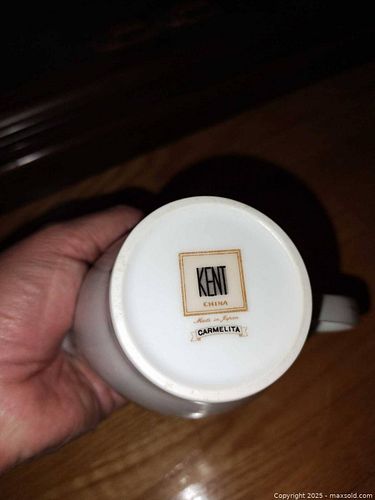 KENT
CHINA
Made in Japan
CARMELITA
Copyright 2025 - maxsold.com